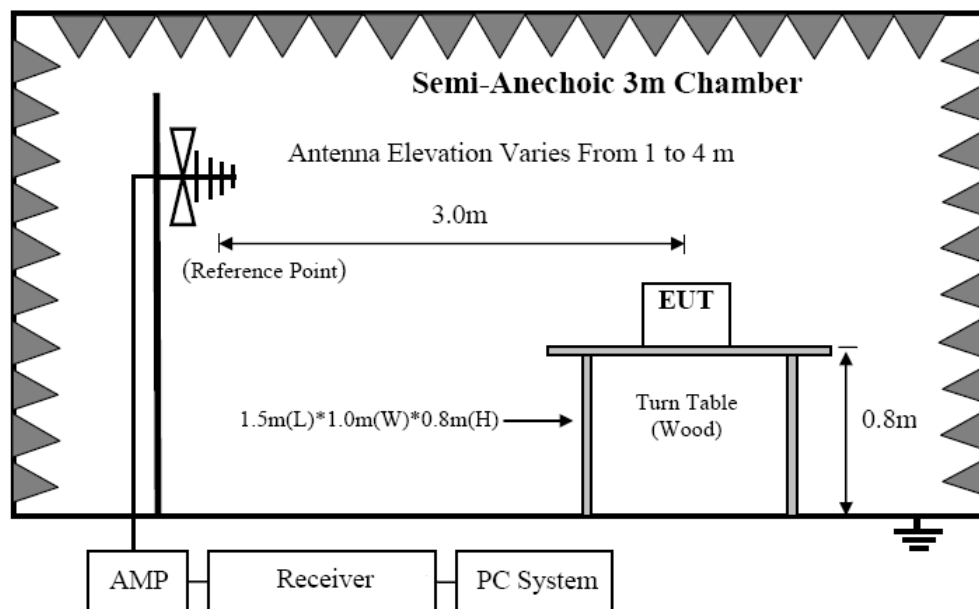 Semi-Anechoic 3m Chamber
Antenna Elevation Varies From 1 to 4 m
3.0m
(Reference Point)
EUT
1.5m(L)*1.0m(W)*0.8m(H)
Turn Table
(Wood)
0.8m
AMP
Receiver
PC System